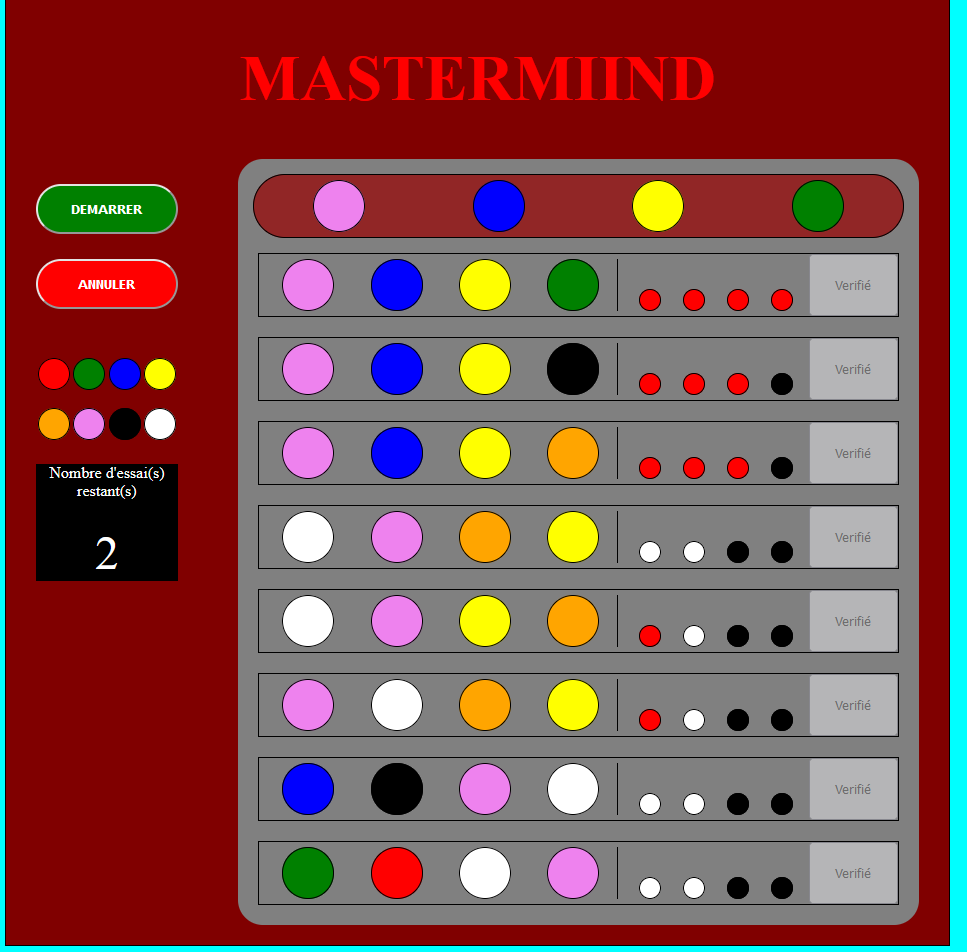 MASTERMIIND
DEMARRER
ANNULER
Nombre d'essai(s)
restant(s)
2
Verifié
Verifié
Verifié
Verifié
Verifié
Verifié
Verifié
Verifié